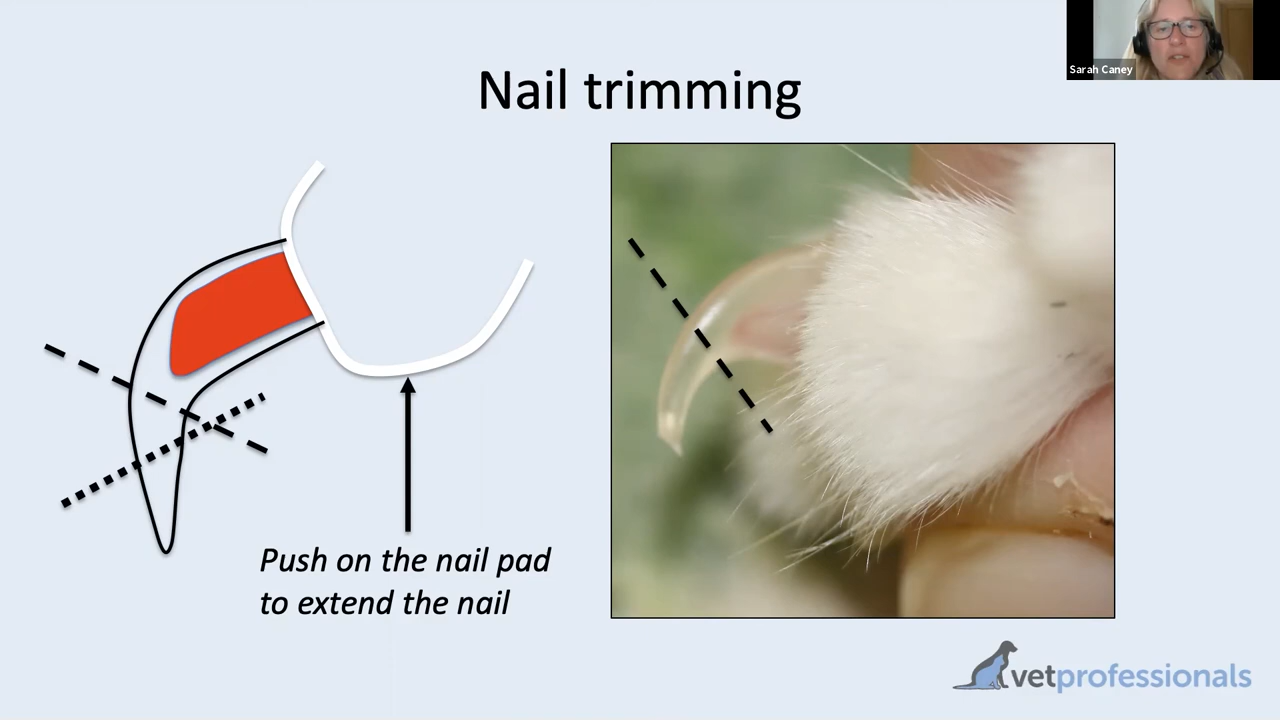 Sarah Caney
Nail trimming
Push on the nail pad
to extend the nail
vetprofessionals